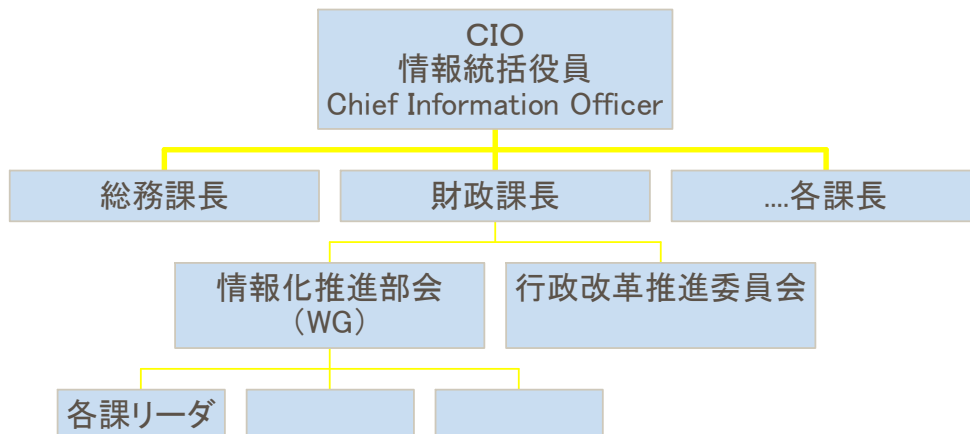 CIO
情報統括役員
Chief Information Officer
総務課長
財政課長
....各課長
情報化推進部会
（WG）
行政改革推進委員会
各課リーダ